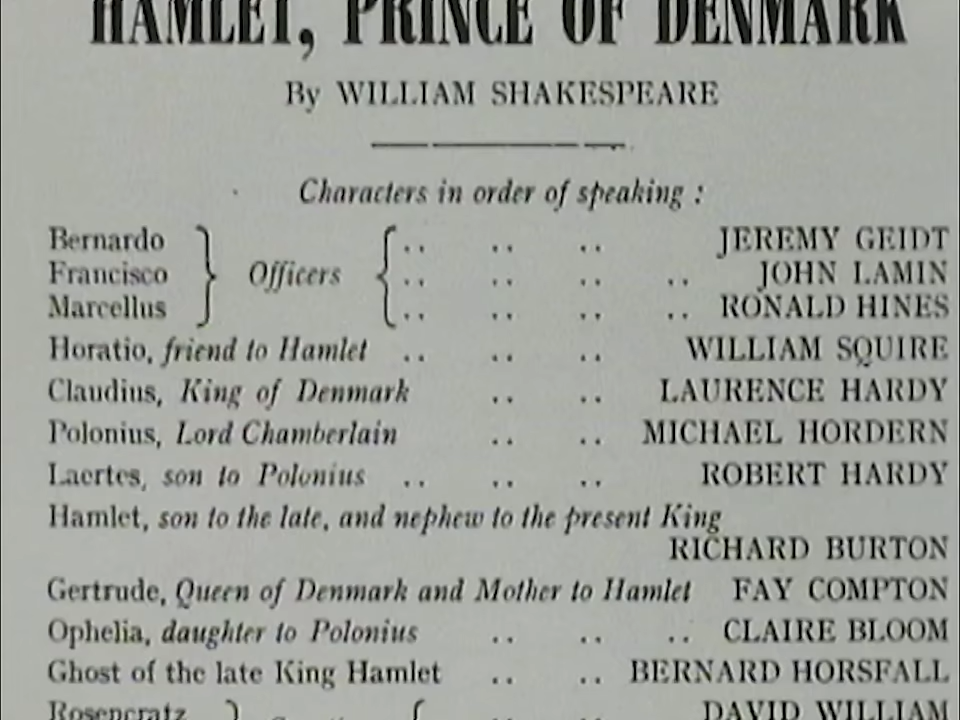 HAMLET, PRINCE OF DENMARK
By WILLIAM SHAKESPEARE
Characters in order of speaking :
Bernardo } Officers { .. .. .. JEREMY GEIDT
Francisco .. .. .. .. JOHN LAMIN
Marcellus .. .. .. .. RONALD HINES
Horatio, friend to Hamlet .. .. .. WILLIAM SQUIRE
Claudius, King of Denmark .. .. LAURENCE HARDY
Polonius, Lord Chamberlain .. .. MICHAEL HORDERN
Laertes, son to Polonius .. .. .. ROBERT HARDY
Hamlet, son to the late, and nephew to the present King
RICHARD BURTON
Gertrude, Queen of Denmark and Mother to Hamlet FAY COMPTON
Ophelia, daughter to Polonius .. .. .. CLAIRE BLOOM
Ghost of the late King Hamlet .. .. BERNARD HORSFALL
Rosencratz } { DAVID WILLIAM